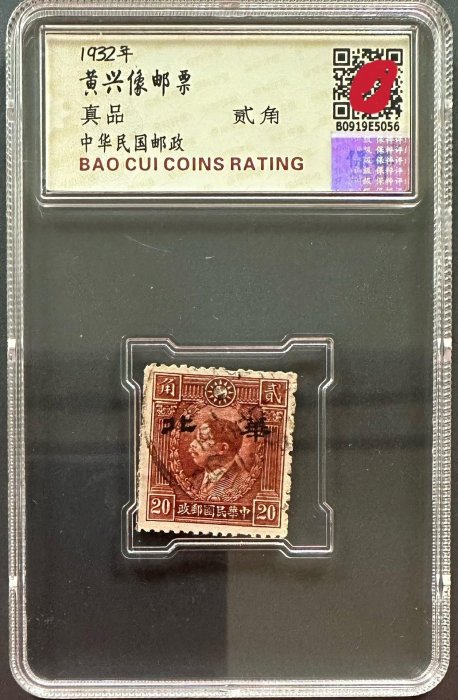 1932年
黄兴像邮票
真品 贰角
中华民国邮政
BAO CUI COINS RATING
B0919E5056
角 貳
北 華
20 政郵國民華中 20